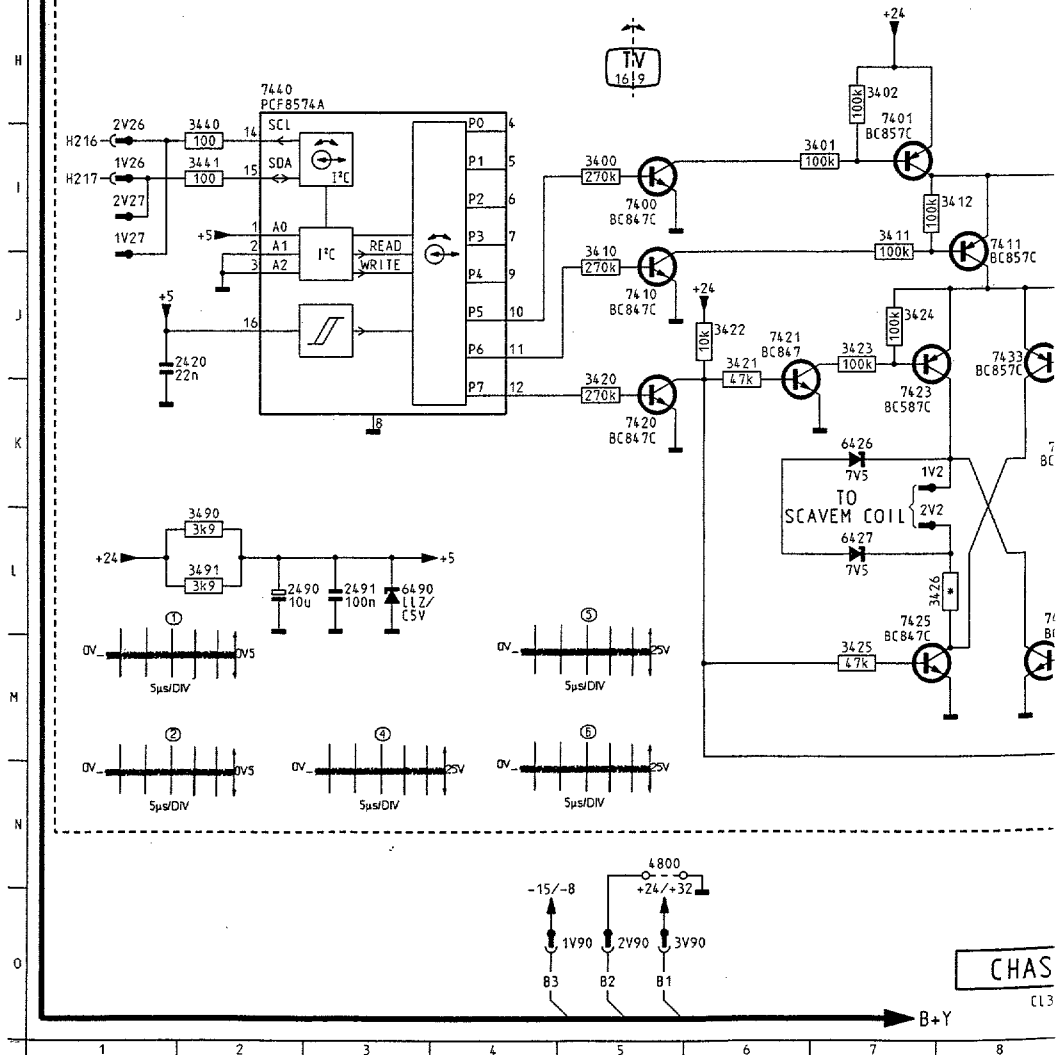 +24
H
TV
16:9
3402
100k
7440
PCF8574A
7401
BC857C
2V26
3440
14
SCL
P0
4
H216
100
1V26
3441
15
SDA
I²C
P1
5
3400
3401
H217
100
270k
100k
I
2V27
P2
6
7400
BC847C
3412
100k
1V27
+5
1
A0
2
A1
3
A2
I²C
READ
WRITE
P3
7
3410
270k
3411
100k
7411
BC857C
P4
9
7410
BC847C
+24
J
+5
16
P5
10
3422
10k
7421
BC847
3424
100k
2420
22n
P6
11
3421
47k
3423
100k
7433
BC857C
P7
12
3420
270k
7423
BC587C
8
7420
BC847C
K
6426
7V5
1V2
TO
SCAVEM COIL
2V2
3490
3k9
6427
7V5
+24
+5
L
3491
3k9
2490
10u
2491
100n
6490
LLZ/
C5V
3426
*
1
5
7425
BC847C
0V
0V5
0V
25V
3425
47k
5µs/DIV
5µs/DIV
M
2
4
6
0V
0V5
0V
25V
0V
25V
5µs/DIV
5µs/DIV
5µs/DIV
N
4800
-15/-8
+24/+32
1V90
2V90
3V90
O
B3
B2
B1
CHAS
CL3
B+Y
1
2
3
4
5
6
7
8